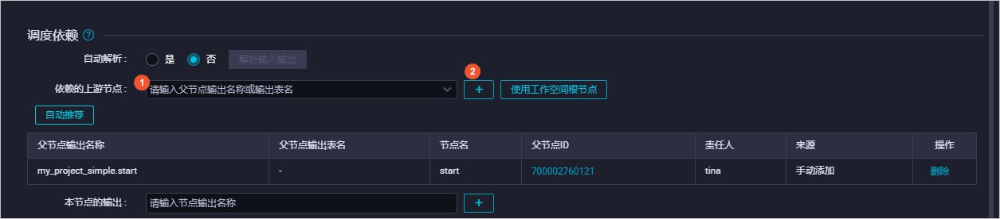 调度依赖 ?
自动解析 : 是 否 解析输入输出
依赖的上游节点 : 1 请输入父节点输出名称或输出表名 2 + 使用工作空间根节点
自动推荐
父节点输出名称 父节点输出表名 节点名 父节点ID 责任人 来源 操作
my_project_simple.start - start 700002760121 tina 手动添加 删除
本节点的输出 : 请输入节点输出名称 +